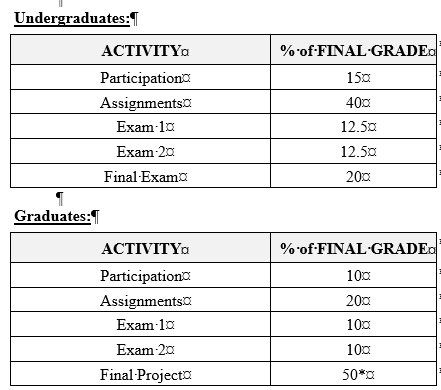 ¶
Undergraduates:¶
ACTIVITY¤ %·of·FINAL·GRADE¤
Participation¤ 15¤
Assignments¤ 40¤
Exam·1¤ 12.5¤
Exam·2¤ 12.5¤
Final·Exam¤ 20¤
¶
Graduates:¶
ACTIVITY¤ %·of·FINAL·GRADE¤
Participation¤ 10¤
Assignments¤ 20¤
Exam·1¤ 10¤
Exam·2¤ 10¤
Final·Project¤ 50*¤